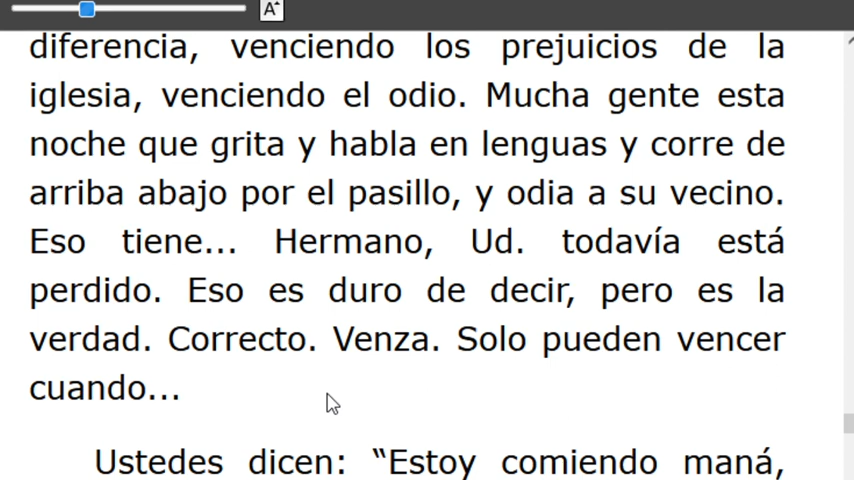 A
diferencia, venciendo los prejuicios de la
iglesia, venciendo el odio. Mucha gente esta
noche que grita y habla en lenguas y corre de
arriba abajo por el pasillo, y odia a su vecino.
Eso tiene... Hermano, Ud. todavía está
perdido. Eso es duro de decir, pero es la
verdad. Correcto. Venza. Solo pueden vencer
cuando...
Ustedes dicen: “Estoy comiendo maná,